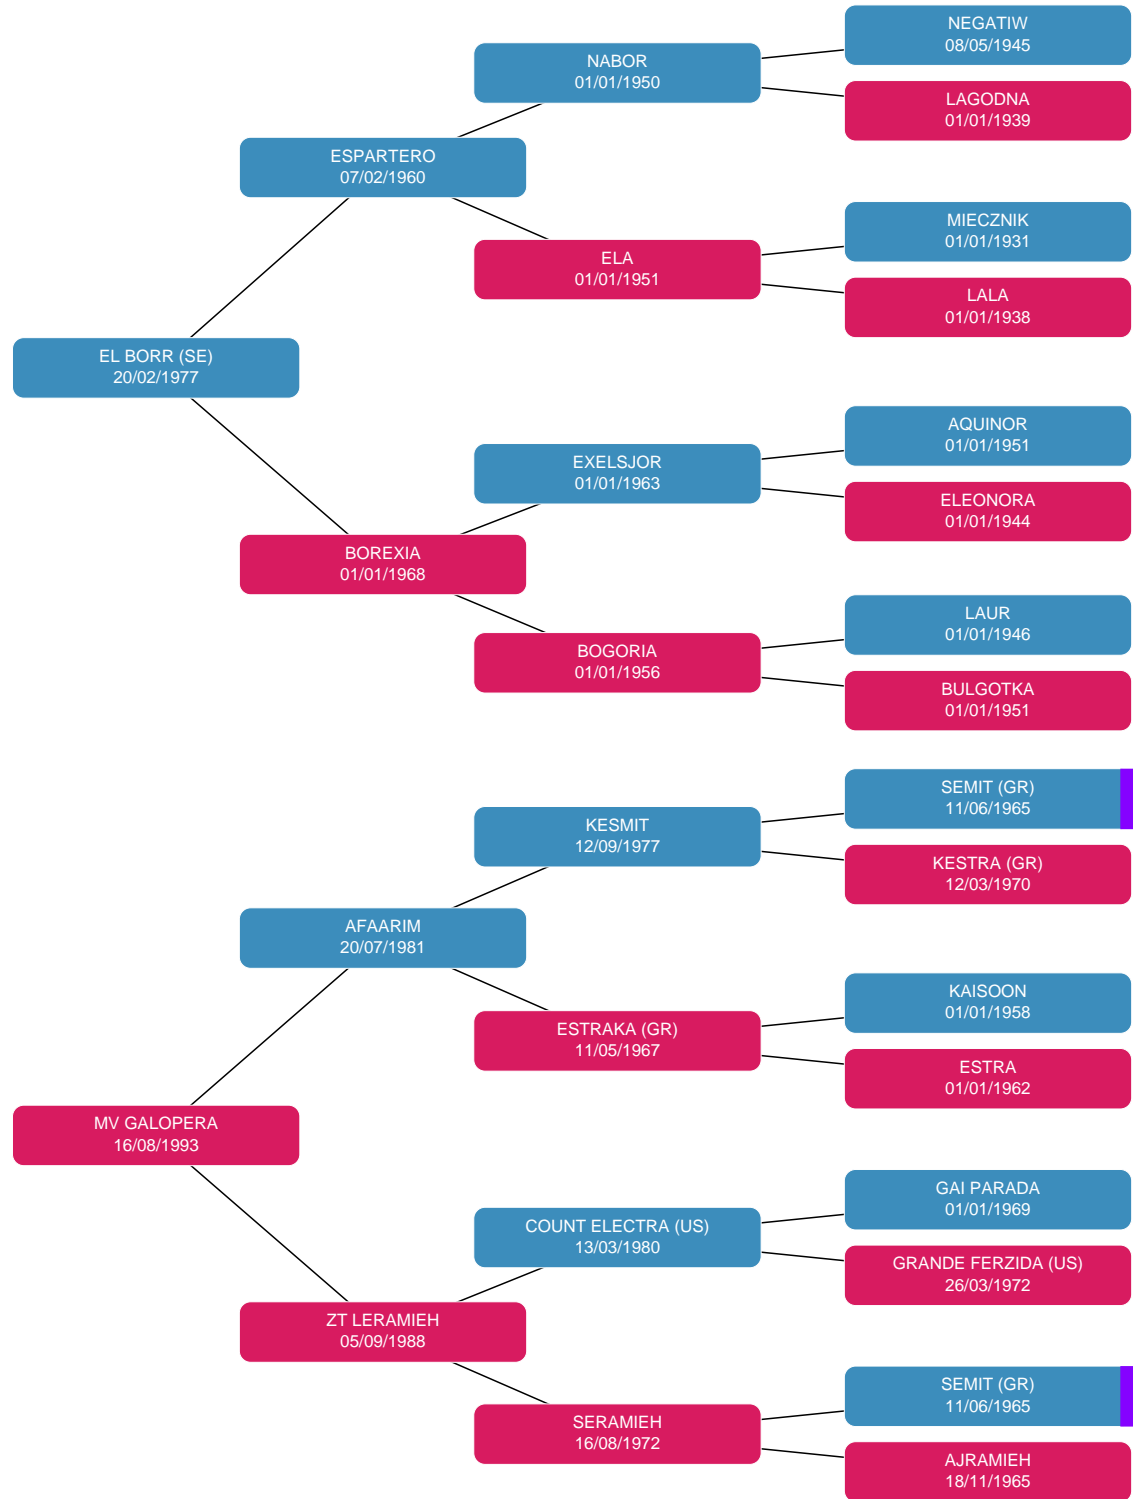 NEGATIW
08/05/1945
NABOR
01/01/1950
LAGODNA
01/01/1939
ESPARTERO
07/02/1960
MIECZNIK
01/01/1931
ELA
01/01/1951
LALA
01/01/1938
EL BORR (SE)
20/02/1977
AQUINOR
01/01/1951
EXELSJOR
01/01/1963
ELEONORA
01/01/1944
BOREXIA
01/01/1968
LAUR
01/01/1946
BOGORIA
01/01/1956
BULGOTKA
01/01/1951
SEMIT (GR)
11/06/1965
KESMIT
12/09/1977
KESTRA (GR)
12/03/1970
AFAARIM
20/07/1981
KAISOON
01/01/1958
ESTRAKA (GR)
11/05/1967
ESTRA
01/01/1962
MV GALOPERA
16/08/1993
GAI PARADA
01/01/1969
COUNT ELECTRA (US)
13/03/1980
GRANDE FERZIDA (US)
26/03/1972
ZT LERAMIEH
05/09/1988
SEMIT (GR)
11/06/1965
SERAMIEH
16/08/1972
AJRAMIEH
18/11/1965